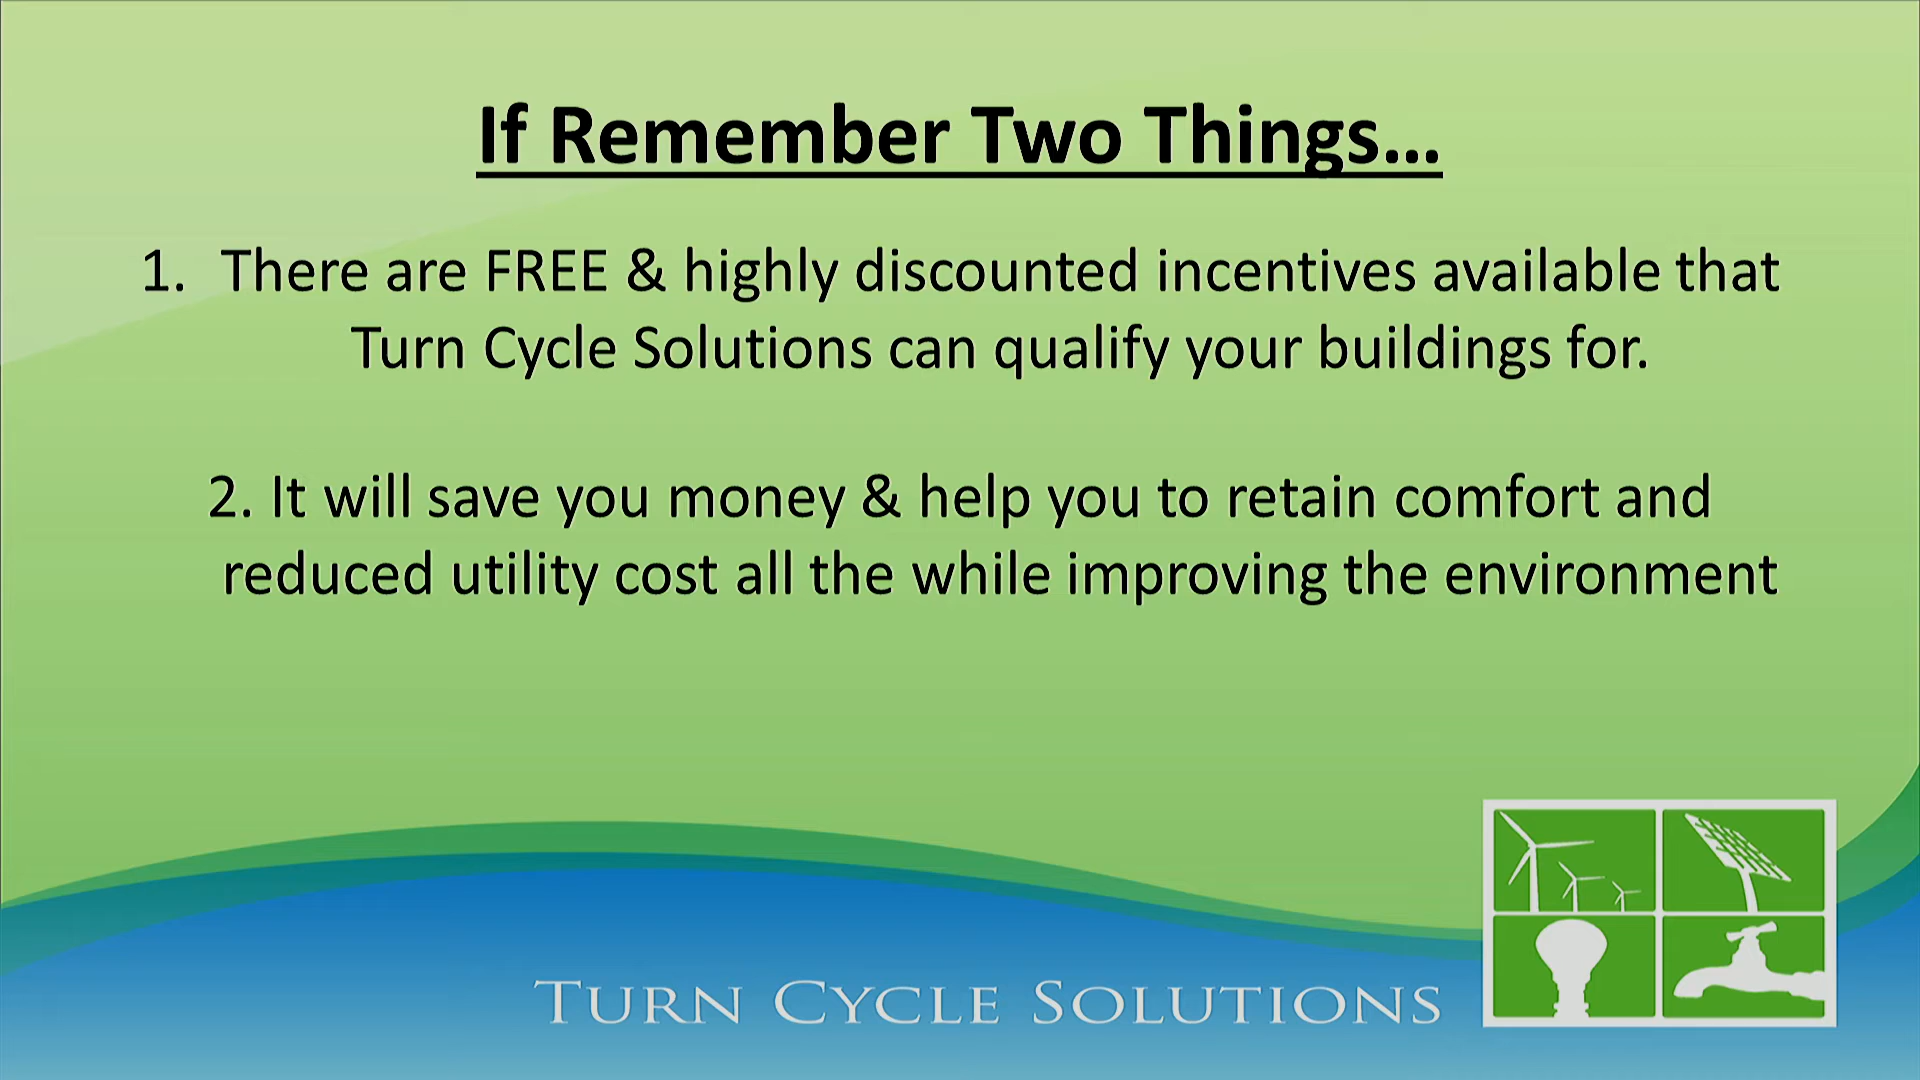 If Remember Two Things...
1. There are FREE & highly discounted incentives available that
Turn Cycle Solutions can qualify your buildings for.
2. It will save you money & help you to retain comfort and
reduced utility cost all the while improving the environment
TURN CYCLE SOLUTIONS